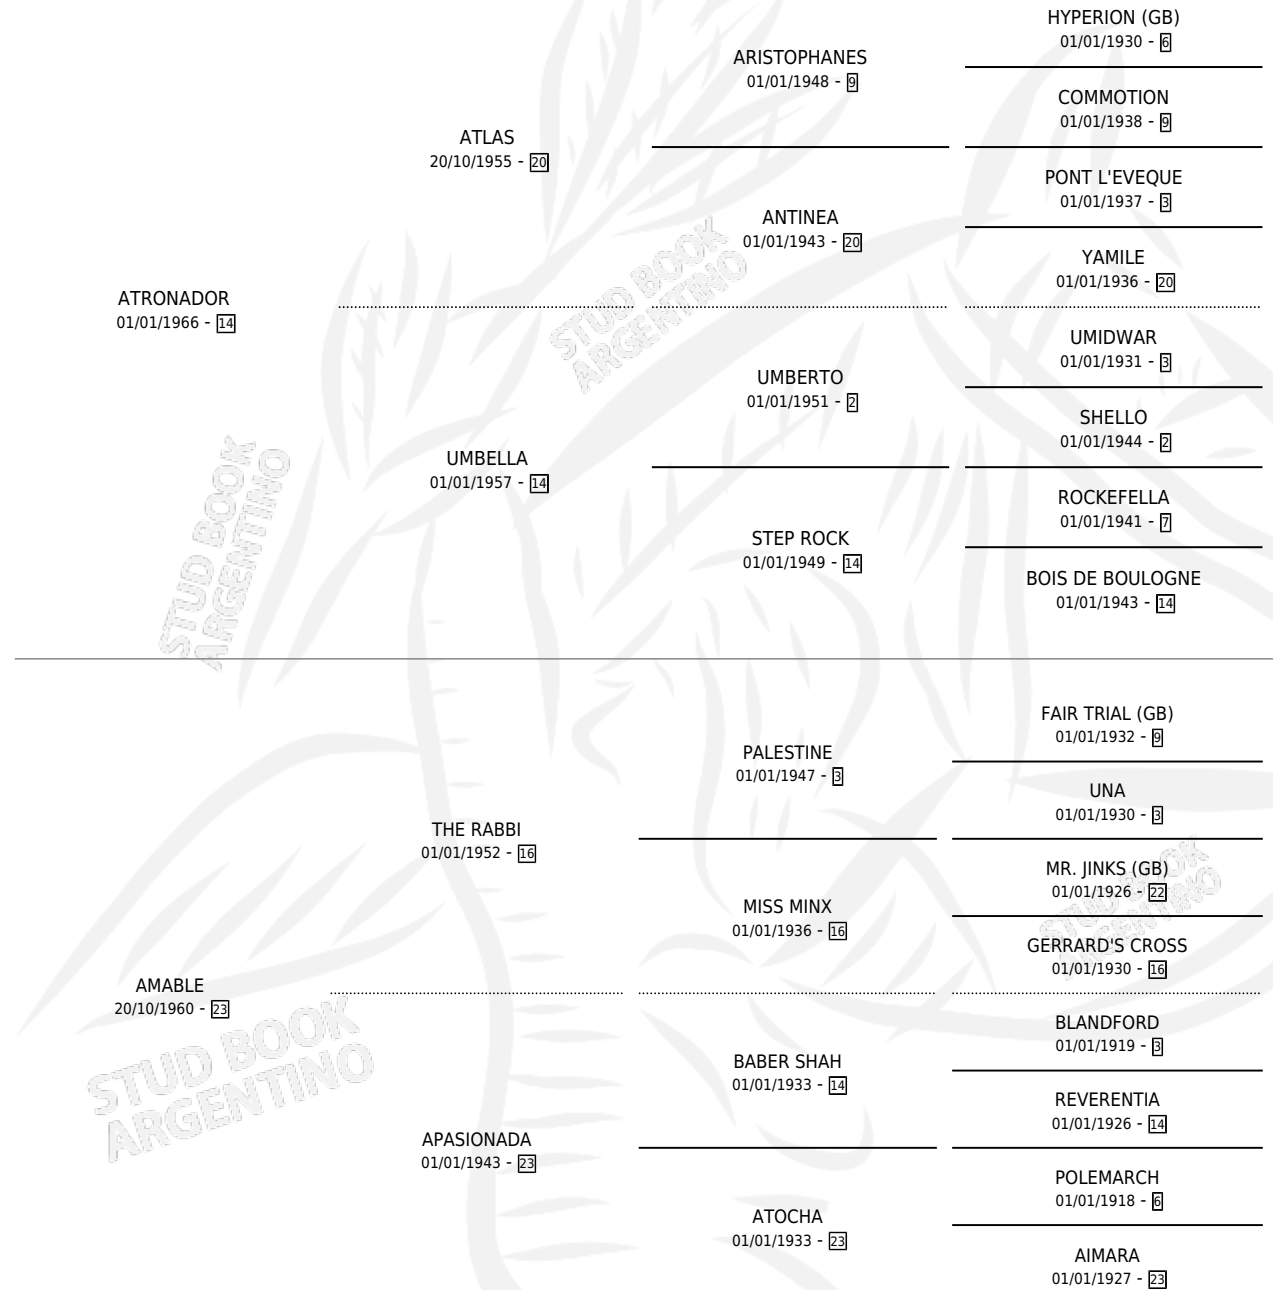 HYPERION (GB)
01/01/1930 - 6
ARISTOPHANES
01/01/1948 - 9
COMMOTION
01/01/1938 - 9
ATLAS
20/10/1955 - 20
PONT L'EVEQUE
01/01/1937 - 3
ANTINEA
01/01/1943 - 20
YAMILE
01/01/1936 - 20
ATRONADOR
01/01/1966 - 14
UMIDWAR
01/01/1931 - 3
UMBERTO
01/01/1951 - 2
SHELLO
01/01/1944 - 2
UMBELLA
01/01/1957 - 14
ROCKEFELLA
01/01/1941 - 7
STEP ROCK
01/01/1949 - 14
BOIS DE BOULOGNE
01/01/1943 - 14
FAIR TRIAL (GB)
01/01/1932 - 9
PALESTINE
01/01/1947 - 3
UNA
01/01/1930 - 3
THE RABBI
01/01/1952 - 16
MR. JINKS (GB)
01/01/1926 - 22
MISS MINX
01/01/1936 - 16
GERRARD'S CROSS
01/01/1930 - 16
AMABLE
20/10/1960 - 23
BLANDFORD
01/01/1919 - 3
BABER SHAH
01/01/1933 - 14
REVERENTIA
01/01/1926 - 14
APASIONADA
01/01/1943 - 23
POLEMARCH
01/01/1918 - 6
ATOCHA
01/01/1933 - 23
AIMARA
01/01/1927 - 23
STUD BOOK
ARGENTINO
STUD BOOK
ARGENTINO
STUD BOOK
ARGENTINO
STUD BOOK
ARGENTINO